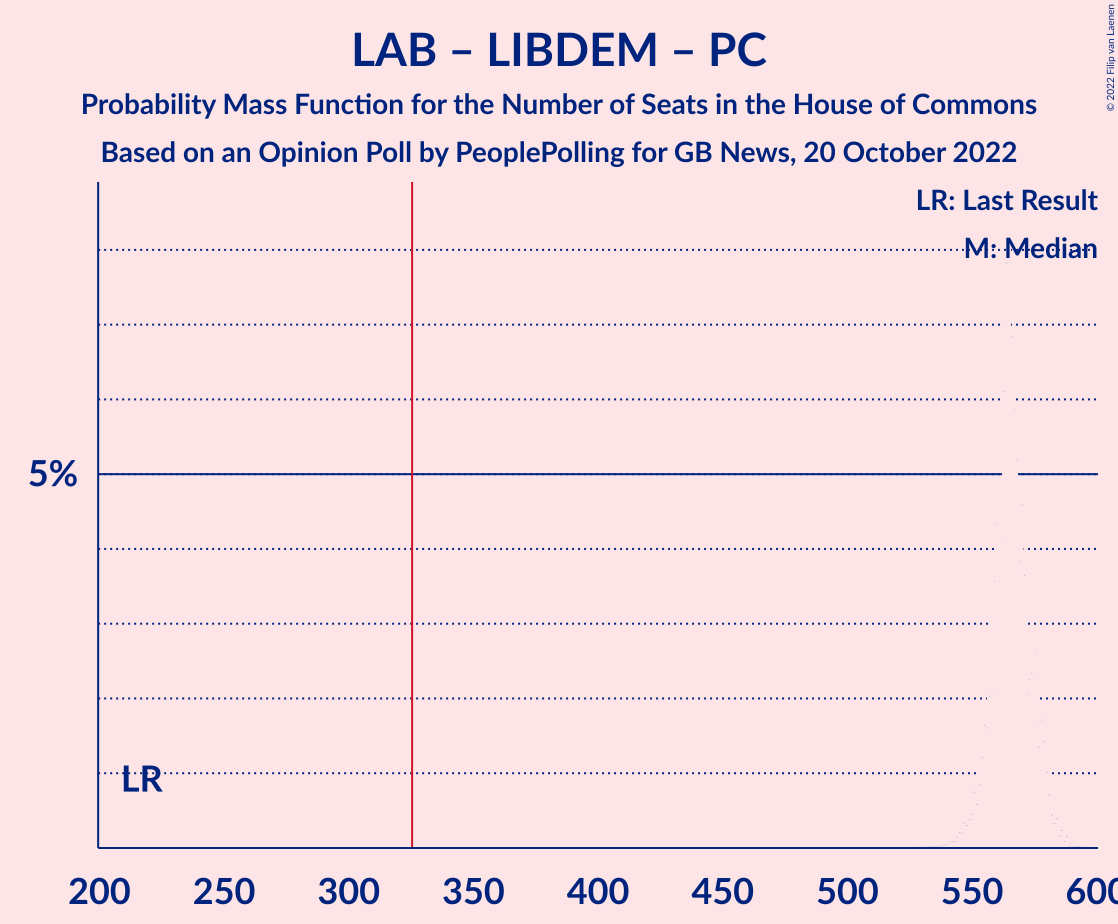 © 2022 Filip van Laenen
LAB – LIBDEM – PC
Probability Mass Function for the Number of Seats in the House of Commons
Based on an Opinion Poll by PeoplePolling for GB News, 20 October 2022
LR: Last Result
M: Median
5%
LR
200 250 300 350 400 450 500 550 600